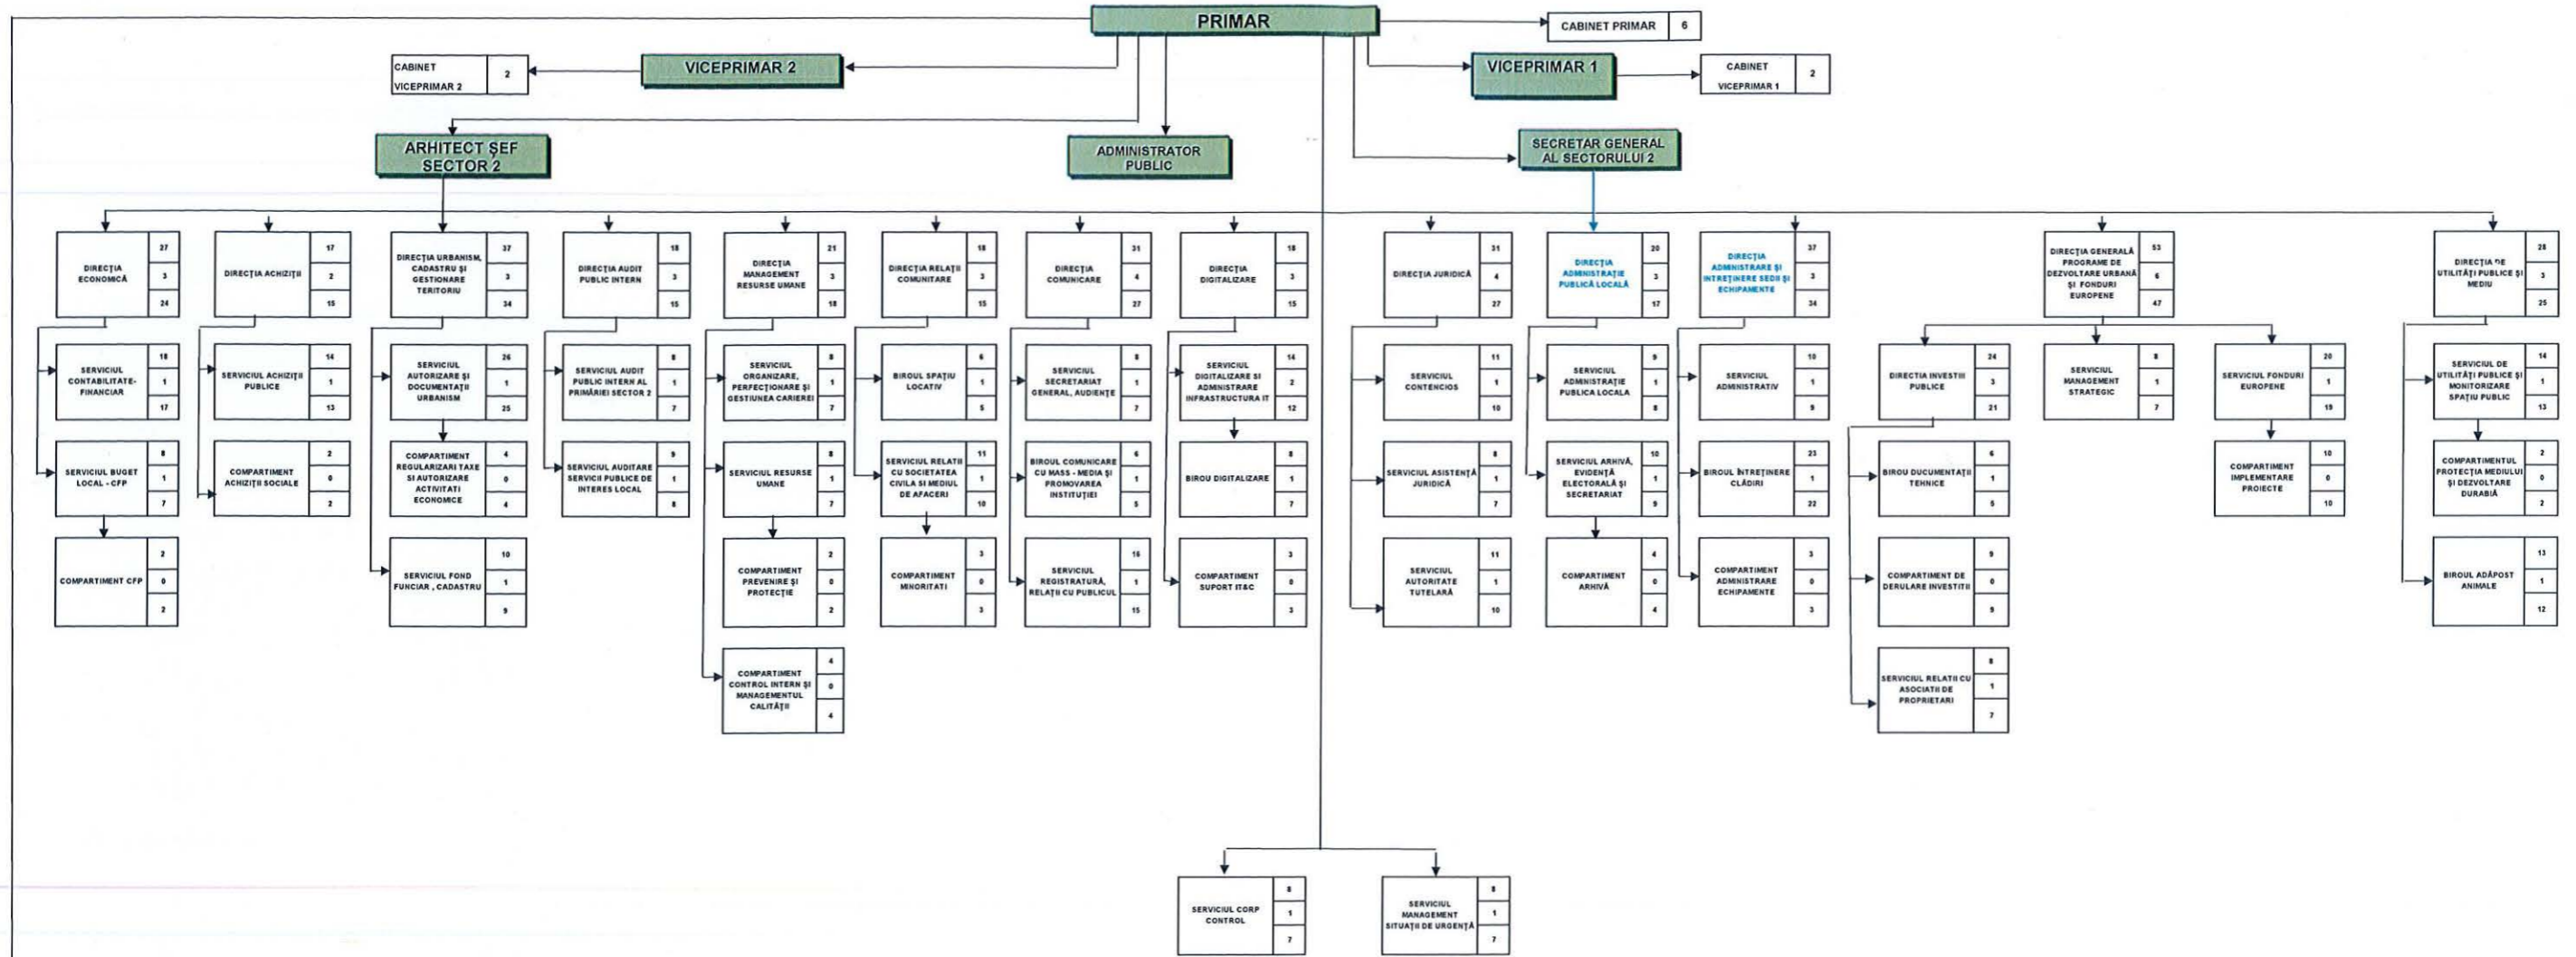 PRIMAR
CABINET PRIMAR 6
CABINET
VICEPRIMAR 2
2
VICEPRIMAR 2
VICEPRIMAR 1
CABINET
VICEPRIMAR 1
2
ARHITECT ŞEF
SECTOR 2
ADMINISTRATOR
PUBLIC
SECRETAR GENERAL
AL SECTORULUI 2
DIRECŢIA
ECONOMICĂ
27
3
24
DIRECŢIA ACHIZIŢII
17
2
15
DIRECŢIA URBANISM,
CADASTRU ŞI
GESTIONARE
TERITORIU
37
3
34
DIRECŢIA AUDIT
PUBLIC INTERN
18
3
15
DIRECŢIA
MANAGEMENT
RESURSE UMANE
21
3
18
DIRECŢIA RELAŢII
COMUNITARE
18
3
15
DIRECŢIA
COMUNICARE
31
4
27
DIRECŢIA
DIGITALIZARE
18
3
15
DIRECŢIA JURIDICĂ
31
4
27
DIRECŢIA
ADMINISTRAŢIE
PUBLICĂ LOCALĂ
20
3
17
DIRECŢIA
ADMINISTRARE ŞI
INTREŢINERE SEDII ŞI
ECHIPAMENTE
37
3
34
DIRECŢIA GENERALĂ
PROGRAME DE
DEZVOLTARE URBANĂ
ŞI FONDURI
EUROPENE
53
6
47
DIRECŢIA DE
UTILITĂŢI PUBLICE ŞI
MEDIU
28
3
25
SERVICIUL
CONTABILITATE-
FINANCIAR
18
1
17
SERVICIUL ACHIZIŢII
PUBLICE
14
1
13
SERVICIUL
AUTORIZARE ŞI
DOCUMENTAŢII
URBANISM
26
1
25
SERVICIUL AUDIT
PUBLIC INTERN AL
PRIMĂRIEI SECTOR 2
8
1
7
SERVICIUL
ORGANIZARE,
PERFECŢIONARE ŞI
GESTIUNEA CARIEREI
8
1
7
BIROUL SPAŢIU
LOCATIV
6
1
5
SERVICIUL
SECRETARIAT
GENERAL, AUDIENŢE
8
1
7
SERVICIUL
DIGITALIZARE SI
ADMINISTRARE
INFRASTRUCTURA IT
14
2
12
SERVICIUL
CONTENCIOS
11
1
10
SERVICIUL
ADMINISTRAŢIE
PUBLICA LOCALA
9
1
8
SERVICIUL
ADMINISTRATIV
10
1
9
DIRECTIA INVESTIII
PUBLICE
24
3
21
SERVICIUL
MANAGEMENT
STRATEGIC
8
1
7
SERVICIUL FONDURI
EUROPENE
20
1
19
SERVICIUL DE
UTILITĂŢI PUBLICE ŞI
MONITORIZARE
SPAŢIU PUBLIC
14
1
13
SERVICIUL BUGET
LOCAL - CFP
8
1
7
COMPARTIMENT
ACHIZIŢII SOCIALE
2
0
2
COMPARTIMENT
REGULARIZARI TAXE
SI AUTORIZARE
ACTIVITATI
ECONOMICE
4
0
4
SERVICIUL AUDITARE
SERVICII PUBLICE DE
INTERES LOCAL
9
1
8
SERVICIUL RESURSE
UMANE
8
1
7
SERVICIUL RELATII
CU SOCIETATEA
CIVILA SI MEDIUL
DE AFACERI
11
1
10
BIROUL COMUNICARE
CU MASS - MEDIA ŞI
PROMOVAREA
INSTITUŢIEI
6
1
5
BIROU DIGITALIZARE
8
1
7
SERVICIUL ASISTENŢĂ
JURIDICĂ
8
1
7
SERVICIUL ARHIVĂ,
EVIDENŢĂ
ELECTORALĂ ŞI
SECRETARIAT
10
1
9
BIROUL ÎNTREŢINERE
CLĂDIRI
23
1
22
BIROU DUCUMENTAŢII
TEHNICE
6
1
5
COMPARTIMENT
IMPLEMENTARE
PROIECTE
10
0
10
COMPARTIMENTUL
PROTECŢIA MEDIULUI
ŞI DEZVOLTARE
DURABIĂ
2
0
2
COMPARTIMENT CFP
2
0
2
SERVICIUL FOND
FUNCIAR , CADASTRU
10
1
9
COMPARTIMENT
PREVENIRE ŞI
PROTECŢIE
2
0
2
COMPARTIMENT
MINORITATI
3
0
3
SERVICIUL
REGISTRATURĂ,
RELAŢII CU PUBLICUL
16
1
15
COMPARTIMENT
SUPORT IT&C
3
0
3
SERVICIUL
AUTORITATE
TUTELARĂ
11
1
10
COMPARTIMENT
ARHIVĂ
4
0
4
COMPARTIMENT
ADMINISTRARE
ECHIPAMENTE
3
0
3
COMPARTIMENT DE
DERULARE INVESTITII
9
0
9
BIROUL ADĂPOST
ANIMALE
13
1
12
COMPARTIMENT
CONTROL INTERN ŞI
MANAGEMENTUL
CALITĂŢII
4
0
4
SERVICIUL RELATII CU
ASOCIATII DE
PROPRIETARI
8
1
7
SERVICIUL CORP
CONTROL
8
1
7
SERVICIUL
MANAGEMENT
SITUAŢII DE URGENŢĂ
8
1
7